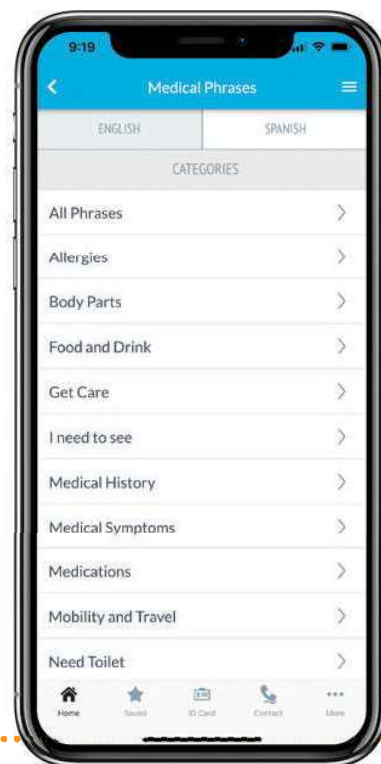 9:19
Medical Phrases
ENGLISH SPANISH
CATEGORIES
All Phrases
Allergies
Body Parts
Food and Drink
Get Care
I need to see
Medical History
Medical Symptoms
Medications
Mobility and Travel
Need Toilet
Home Saved ID Card Contact More